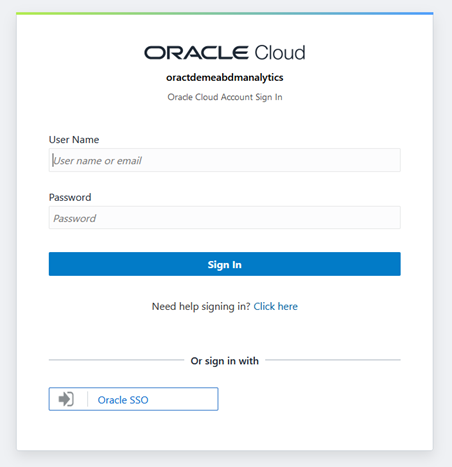 ORACLE Cloud
oractdemeabdmanalytics
Oracle Cloud Account Sign In
User Name
User name or email
Password
Password
Sign In
Need help signing in? Click here
Or sign in with
Oracle SSO